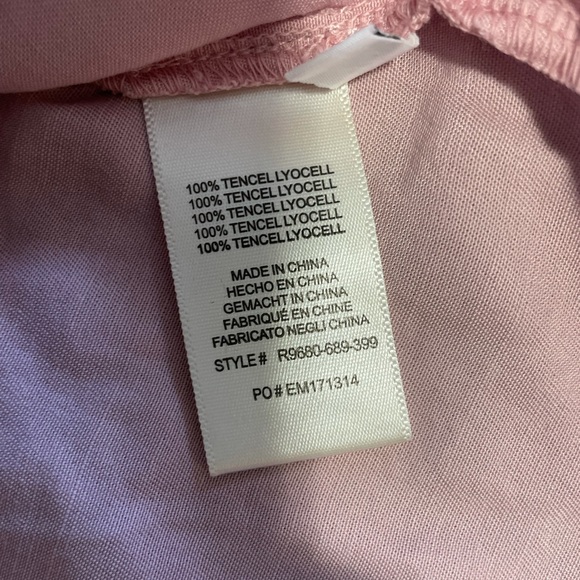 100% TENCEL LYOCELL
100% TENCEL LYOCELL
100% TENCEL LYOCELL
100% TENCEL LYOCELL
100% TENCEL LYOCELL
MADE IN CHINA
HECHO EN CHINA
GEMACHT IN CHINA
FABRIQUÉ EN CHINE
FABRICATO NEGLI CHINA
STYLE# R9680-689-399
PO# EM171314